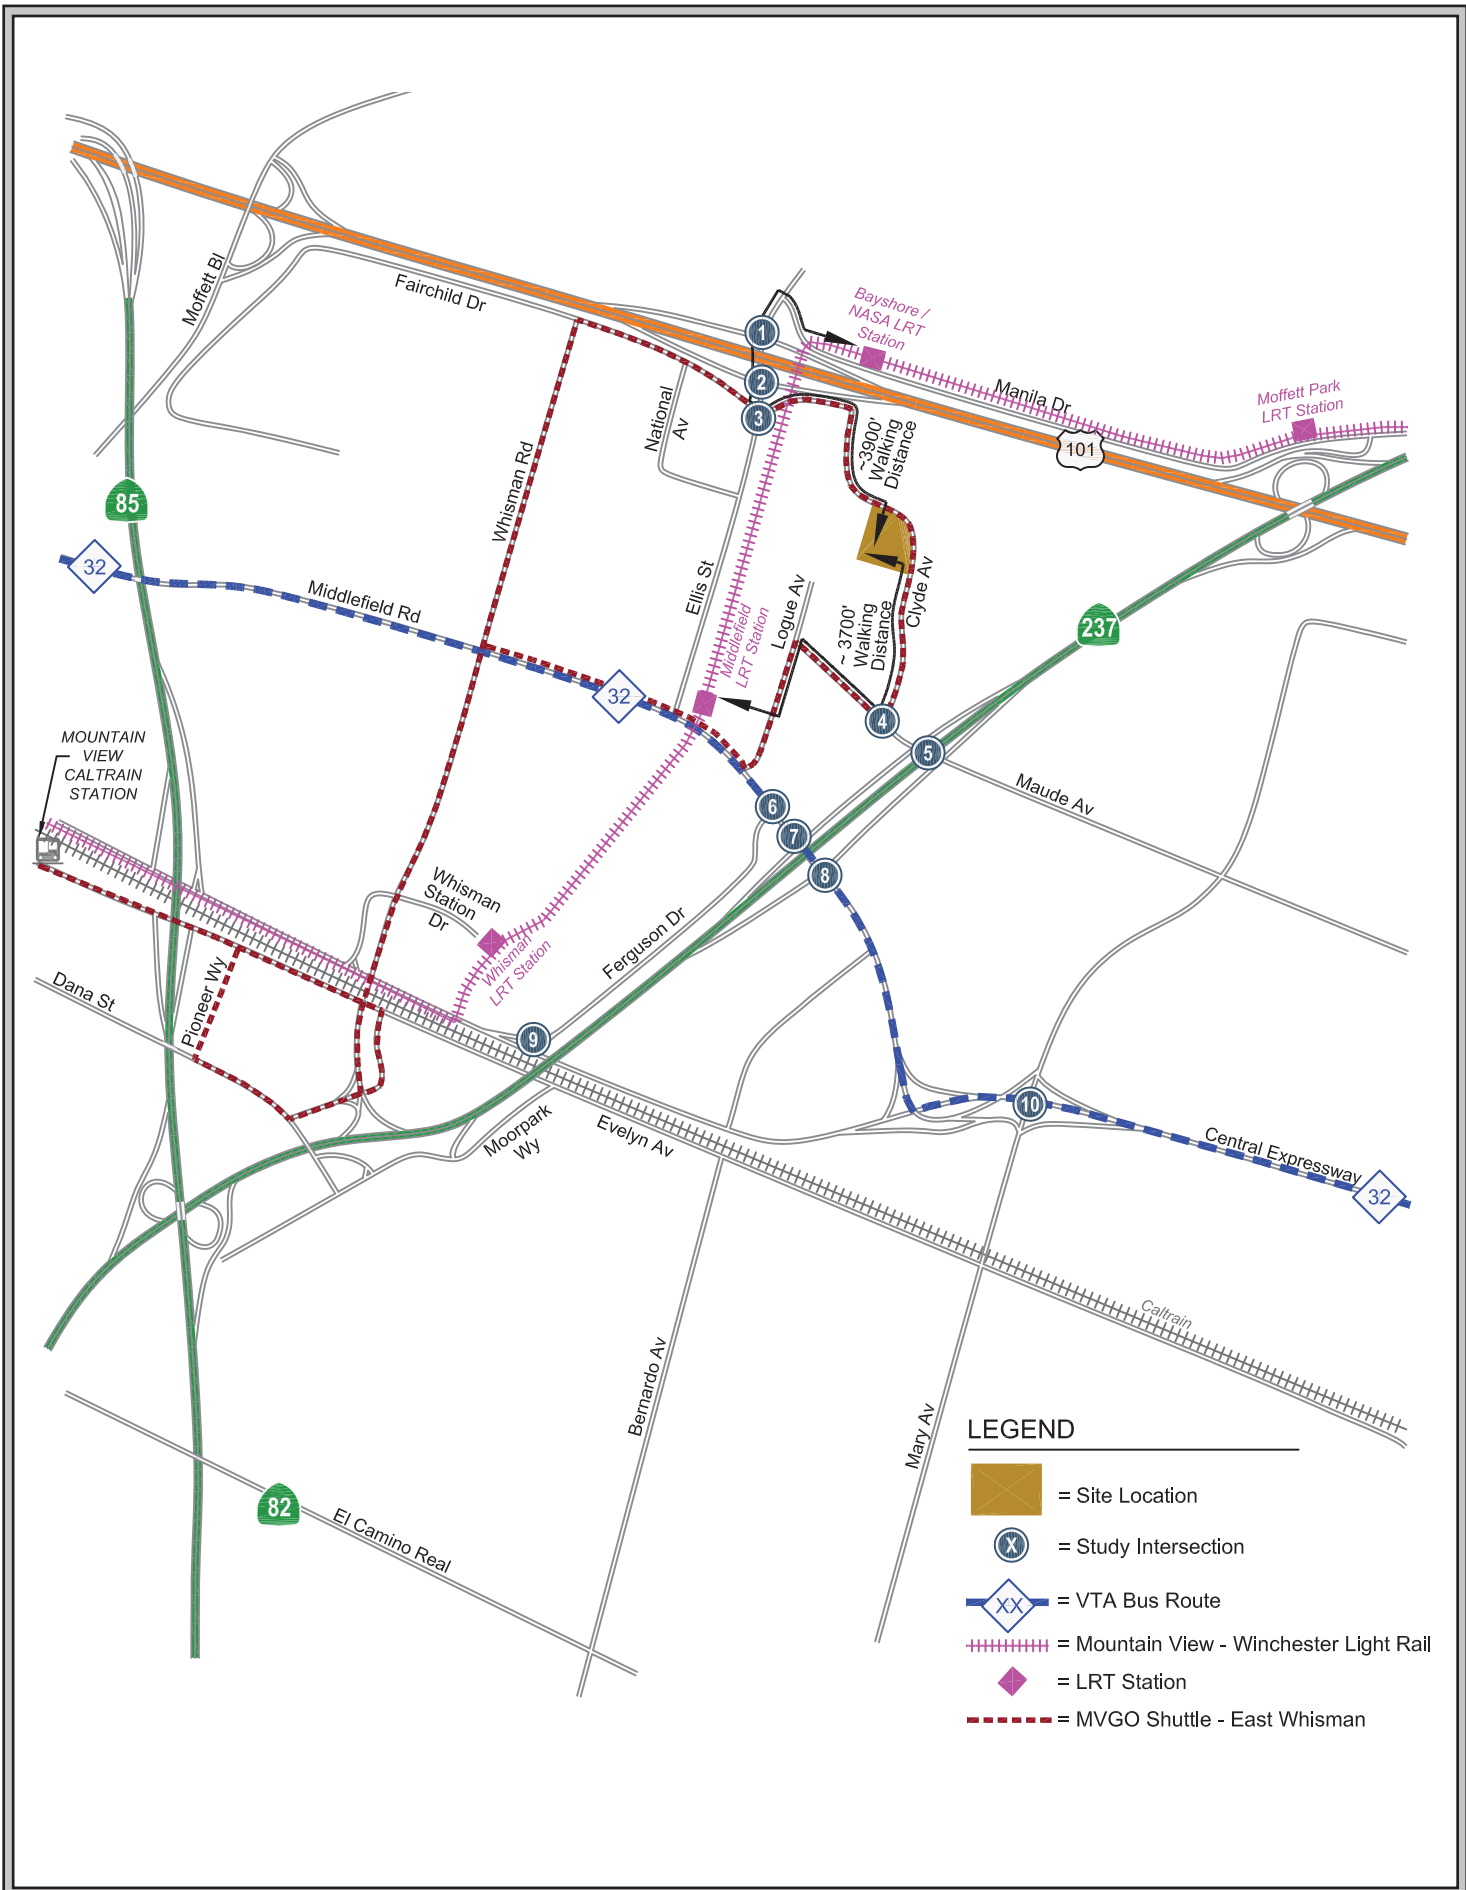 Moffett Bl
Fairchild Dr
1
Bayshore /
NASA LRT
Station
2
3
Manila Dr
Moffett Park
LRT Station
101
National
Av
~3900'
Walking
Distance
Whisman Rd
85
32
Middlefield Rd
Ellis St
Middlefield
LRT Station
Logue Av
~ 3700'
Walking
Distance
Clyde Av
237
32
4
5
MOUNTAIN
VIEW
CALTRAIN
STATION
Maude Av
6
7
8
Whisman
Station
Dr
Whisman
LRT Station
Ferguson Dr
Dana St
Pioneer Wy
9
Moorpark
Wy
Evelyn Av
10
Central Expressway
32
Caltrain
Bernardo Av
Mary Av
82
El Camino Real
LEGEND
= Site Location
X
= Study Intersection
XX
= VTA Bus Route
= Mountain View - Winchester Light Rail
= LRT Station
= MVGO Shuttle - East Whisman